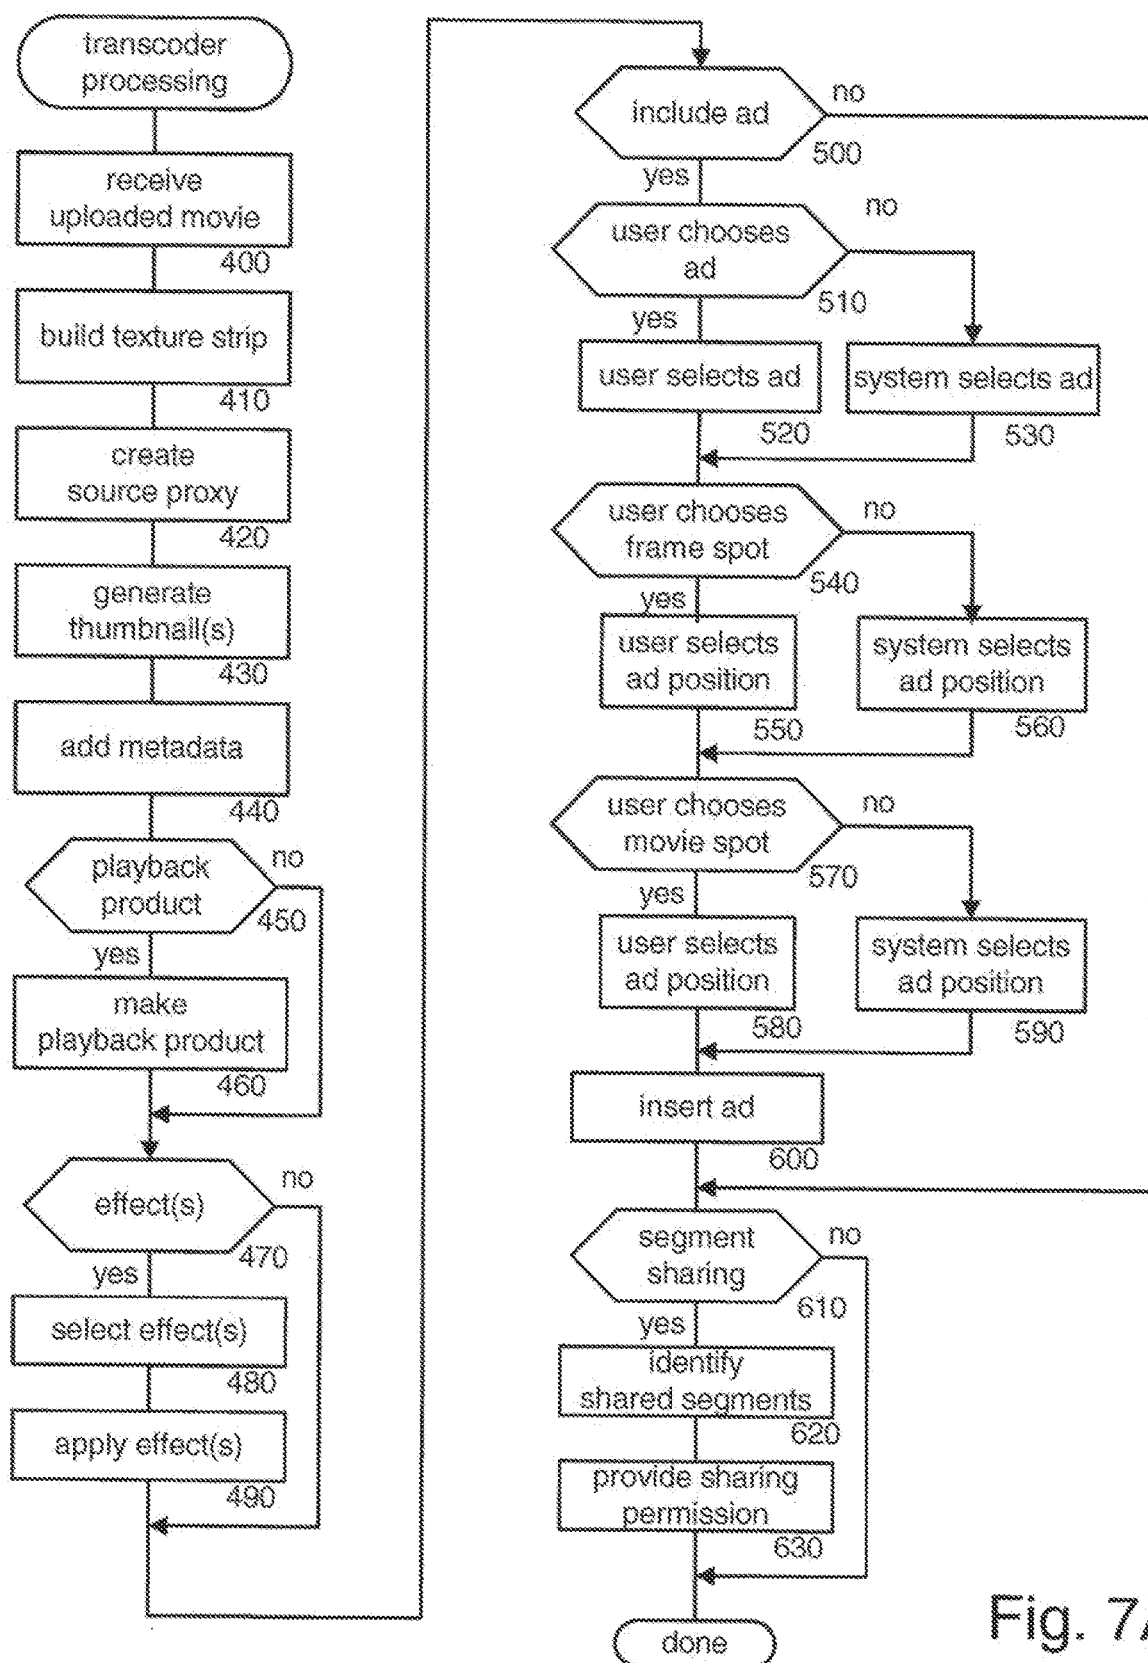 transcoder
processing
receive
uploaded movie
400
build texture strip
410
create
source proxy
420
generate
thumbnail(s)
430
add metadata
440
playback
product
no
450
yes
make
playback product
460
effect(s)
no
470
yes
select effect(s)
480
apply effect(s)
490
include ad
no
500
yes
user chooses
ad
no
510
yes
user selects ad
520
system selects ad
530
user chooses
frame spot
no
540
yes
user selects
ad position
550
system selects
ad position
560
user chooses
movie spot
no
570
yes
user selects
ad position
580
system selects
ad position
590
insert ad
600
segment
sharing
no
610
yes
identify
shared segments
620
provide sharing
permission
630
done
Fig. 7A